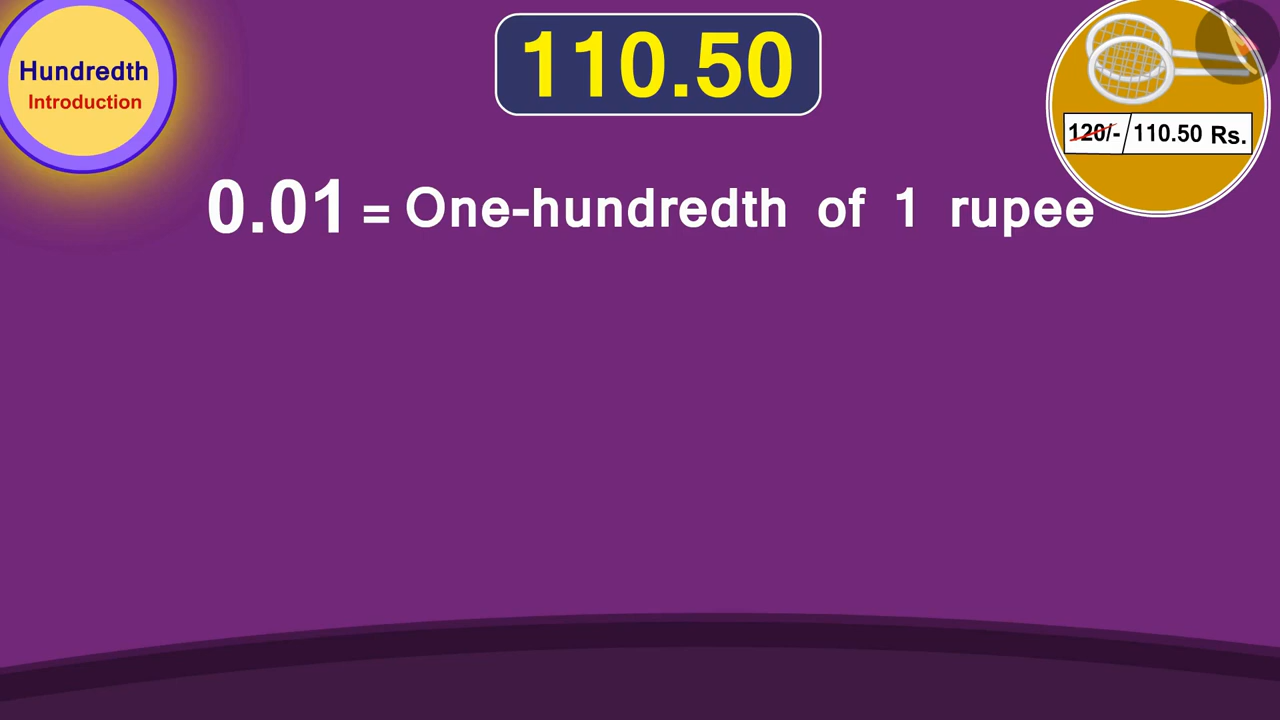 Hundredth
Introduction
110.50
120/- / 110.50 Rs.
0.01 = One-hundredth of 1 rupee